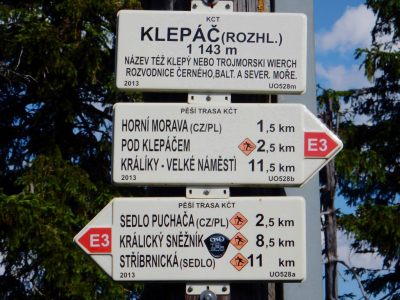 KČT
KLEPÁČ (ROZHL.)
1 143 m
NÁZEV TÉŽ KLEPÝ NEBO TROJMORSKI WIERCH
ROZVODNICE ČERNÉHO, BALT. A SEVER. MOŘE.
2013 UO528m
PĚŠÍ TRASA KČT
HORNÍ MORAVA (CZ/PL) 1,5 km
POD KLEPÁČEM 2,5 km
KRÁLÍKY - VELKÉ NÁMĚSTÍ 11,5 km
E3
2013 UO528b
PĚŠÍ TRASA KČT
SEDLO PUCHAČA (CZ/PL) 2,5 km
KRÁLICKÝ SNĚŽNÍK 8,5 km
STŘÍBRNICKÁ (SEDLO) 11 km
E3
2013 UO528a